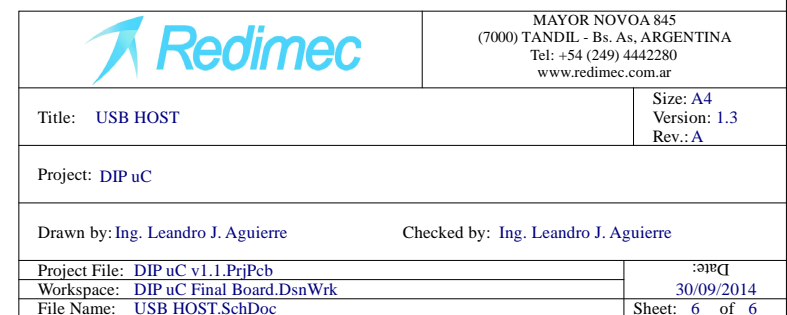 Redimec
MAYOR NOVOA 845
(7000) TANDIL - Bs. As, ARGENTINA
Tel: +54 (249) 4442280
www.redimec.com.ar
Title: USB HOST
Size: A4
Version: 1.3
Rev.: A
Project: DIP uC
Drawn by: Ing. Leandro J. Aguierre
Checked by: Ing. Leandro J. Aguierre
Project File: DIP uC v1.1.PrjPcb
Date:
Workspace: DIP uC Final Board.DsnWrk
30/09/2014
File Name: USB HOST.SchDoc
Sheet: 6 of 6